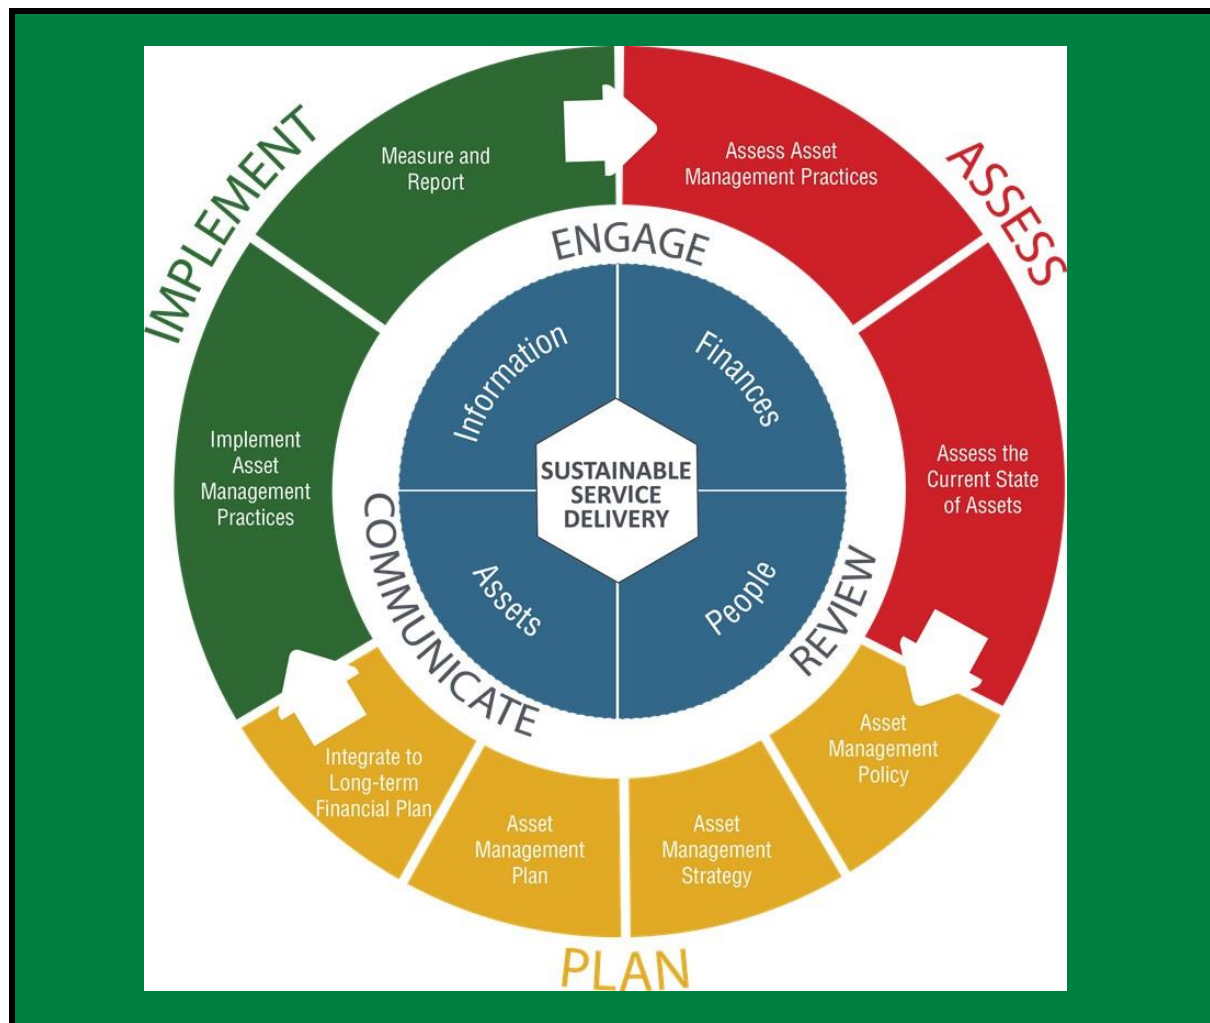 IMPLEMENT
ASSESS
PLAN
Measure and
Report
Assess Asset
Management Practices
Assess the
Current State
of Assets
Asset
Management
Policy
Asset
Management
Strategy
Asset
Management
Plan
Integrate to
Long-term
Financial Plan
Implement
Asset
Management
Practices
ENGAGE
REVIEW
COMMUNICATE
Information
Finances
People
Assets
SUSTAINABLE
SERVICE
DELIVERY